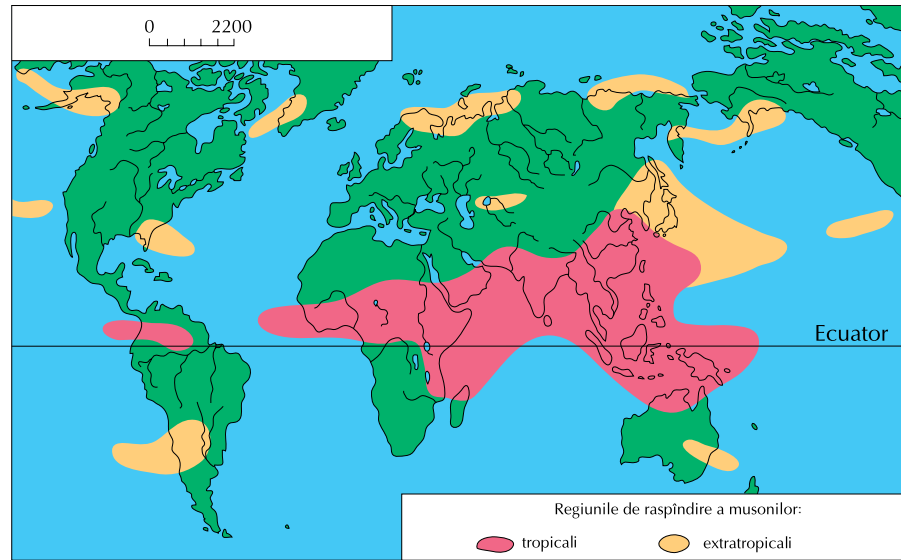 0 2200
Ecuator
Regiunile de raspîndire a musonilor:
tropicali extratropicali